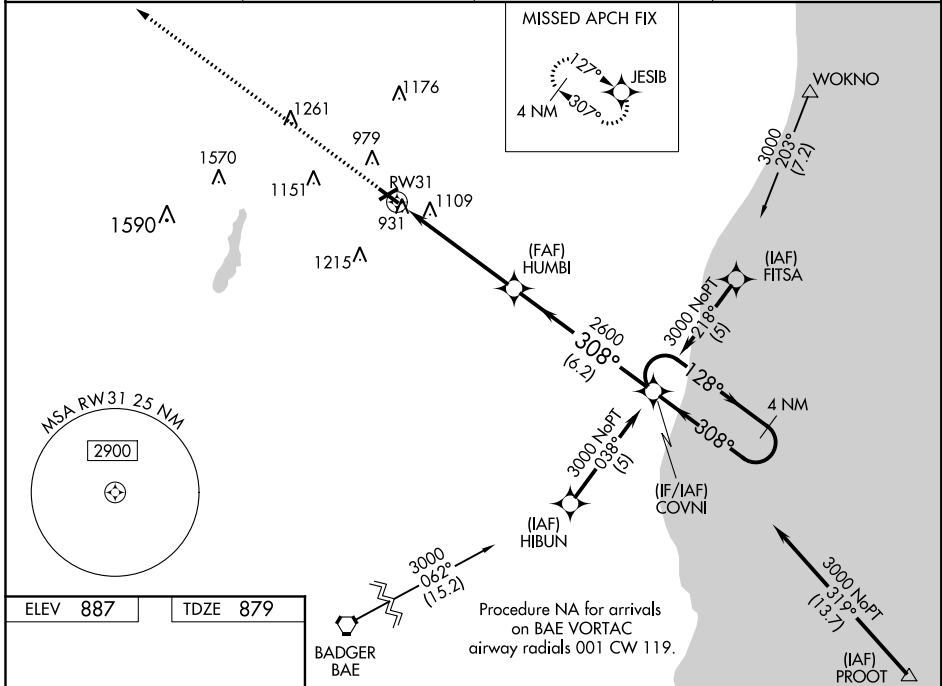 MISSED APCH FIX
127°
JESIB
4 NM
307°
WOKNO
3000
203°
(7.2)
1176
1261
979
1570
1151
RW31
1109
931
1590
1215
(FAF)
HUMBI
(IAF)
FITSA
3000 NoPT
218°
(5)
2600
308°
(6.2)
128°
4 NM
308°
MSA RW31 25 NM
2900
3000 NoPT
038°
(5)
(IF/IAF)
COVNI
(IAF)
HIBUN
3000
062°
(15.2)
3000 NoPT
319°
(13.7)
ELEV 887
TDZE 879
Procedure NA for arrivals
on BAE VORTAC
airway radials 001 CW 119.
BADGER
BAE
(IAF)
PROOT